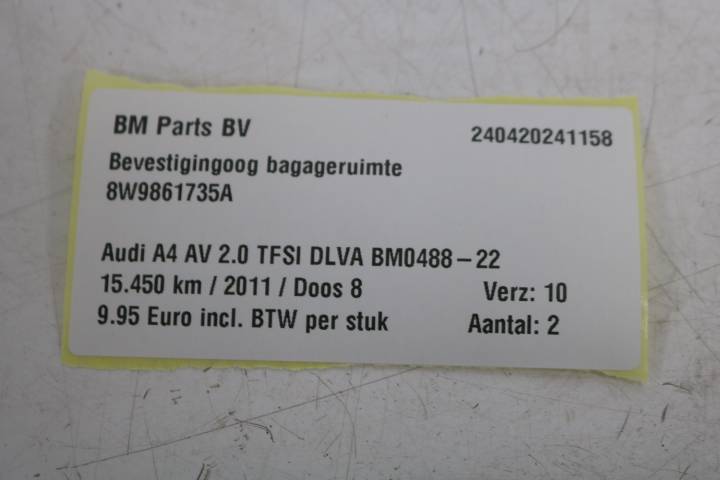 BM Parts BV 240420241158
Bevestigingoog bagageruimte
8W9861735A
Audi A4 AV 2.0 TFSI DLVA BM0488-22
15.450 km / 2011 / Doos 8 Verz: 10
9.95 Euro incl. BTW per stuk Aantal: 2